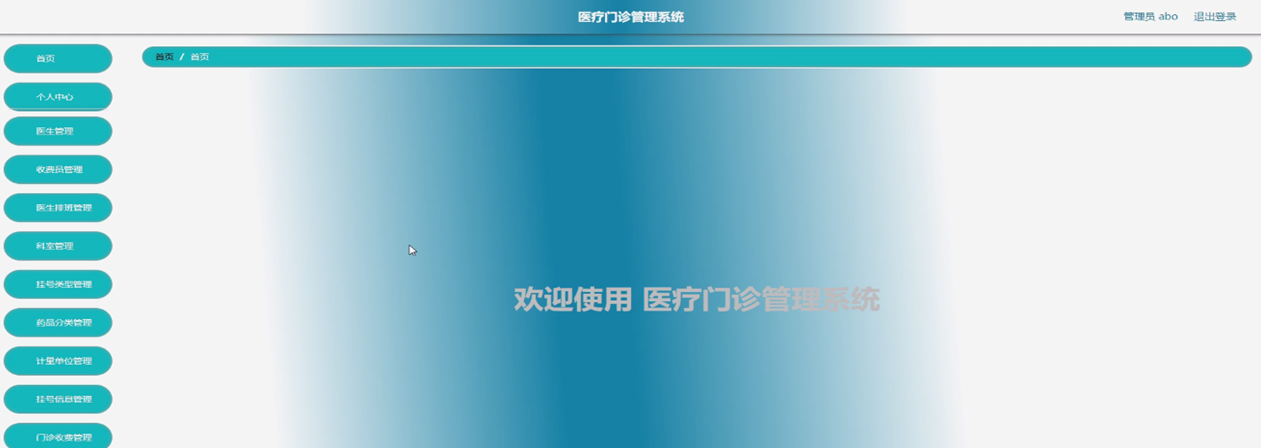 医疗门诊管理系统
管理员 abo 退出登录
首页
首页 / 首页
个人中心
医生管理
收费员管理
医生排班管理
科室管理
挂号类型管理
欢迎使用 医疗门诊管理系统
药品分类管理
计量单位管理
挂号信息管理
门诊收费管理